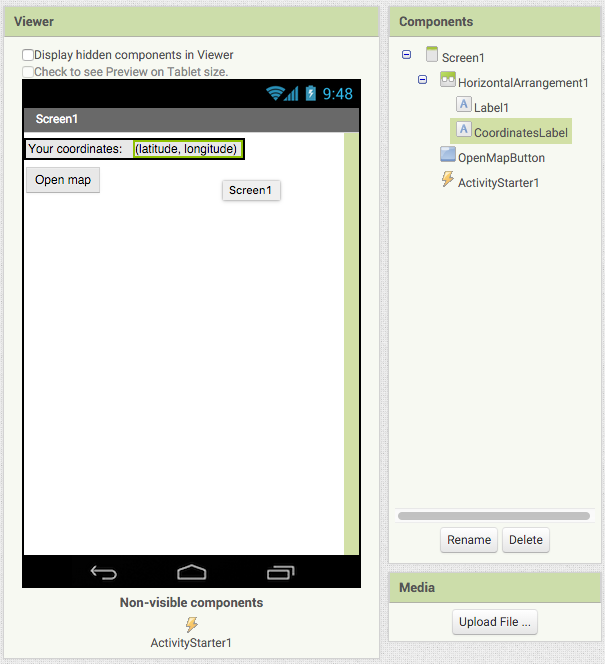 Viewer
Display hidden components in Viewer
Check to see Preview on Tablet size.
9:48
Screen1
Your coordinates: (latitude, longitude)
Open map
Screen1
Non-visible components
ActivityStarter1
Components
Screen1
HorizontalArrangement1
A Label1
A CoordinatesLabel
OpenMapButton
ActivityStarter1
Rename Delete
Media
Upload File ...